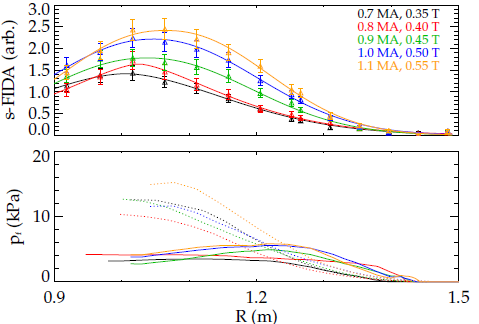 3.0
2.5
2.0
1.5
1.0
0.5
0.0
s-FIDA (arb.)
0.7 MA, 0.35 T
0.8 MA, 0.40 T
0.9 MA, 0.45 T
1.0 MA, 0.50 T
1.1 MA, 0.55 T
20
10
0
pᵢ (kPa)
0.9
1.2
1.5
R (m)